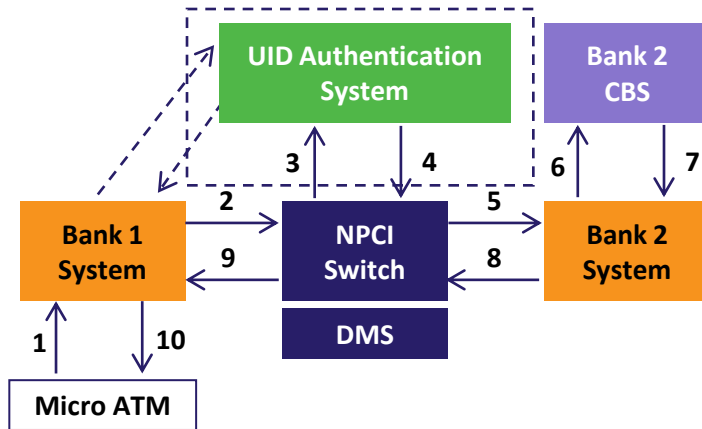 UID Authentication
System
Bank 2
CBS
3
4
6
7
Bank 1
System
2
9
NPCI
Switch
5
8
Bank 2
System
DMS
1
10
Micro ATM